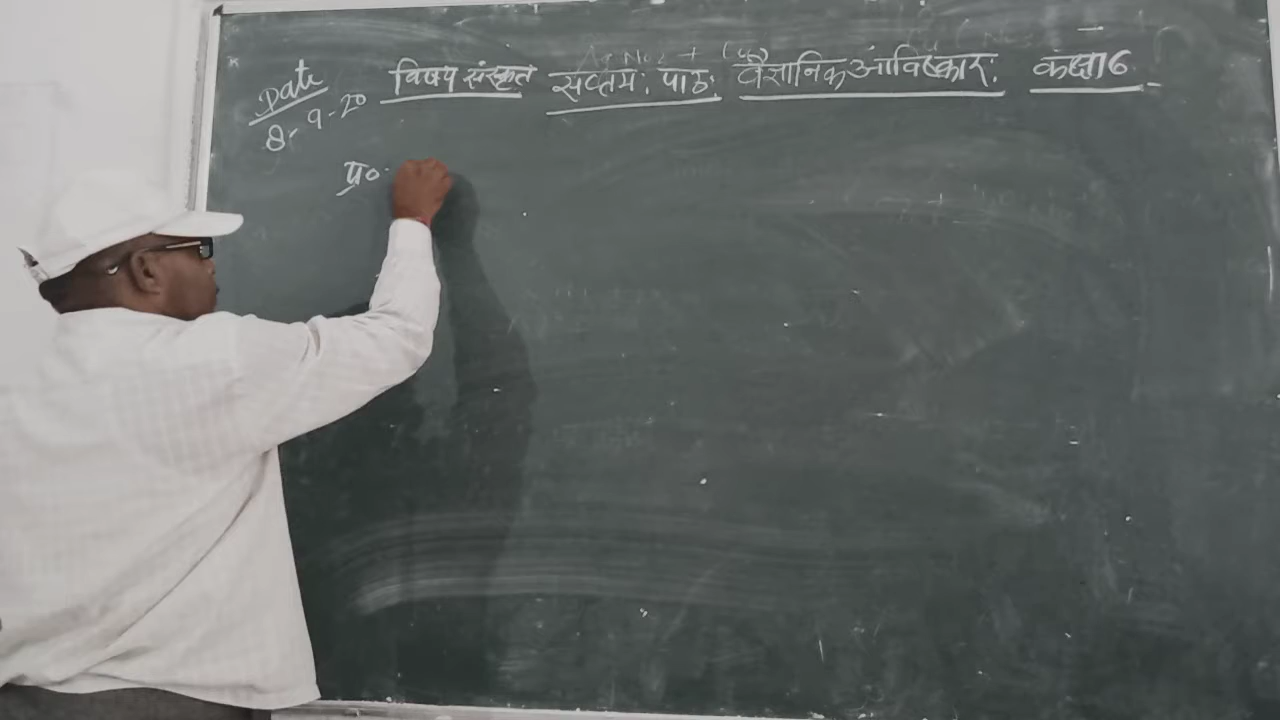 Date
8-9-20
विषय संस्कृत सप्तमः पाठः वैज्ञानिक आविष्कारः कक्षा 6
प्र०